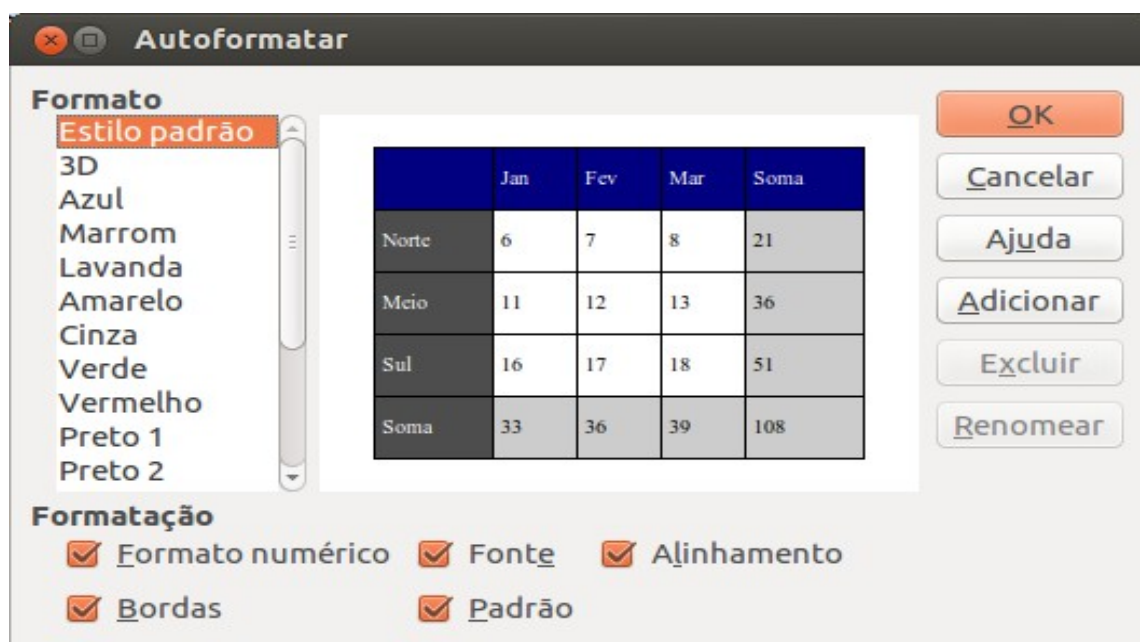 Autoformatar
Formato
Estilo padrão
3D
Azul
Marrom
Lavanda
Amarelo
Cinza
Verde
Vermelho
Preto 1
Preto 2
Jan Fev Mar Soma
Norte 6 7 8 21
Meio 11 12 13 36
Sul 16 17 18 51
Soma 33 36 39 108
OK
Cancelar
Ajuda
Adicionar
Excluir
Renomear
Formatação
Formato numérico Fonte Alinhamento
Bordas Padrão